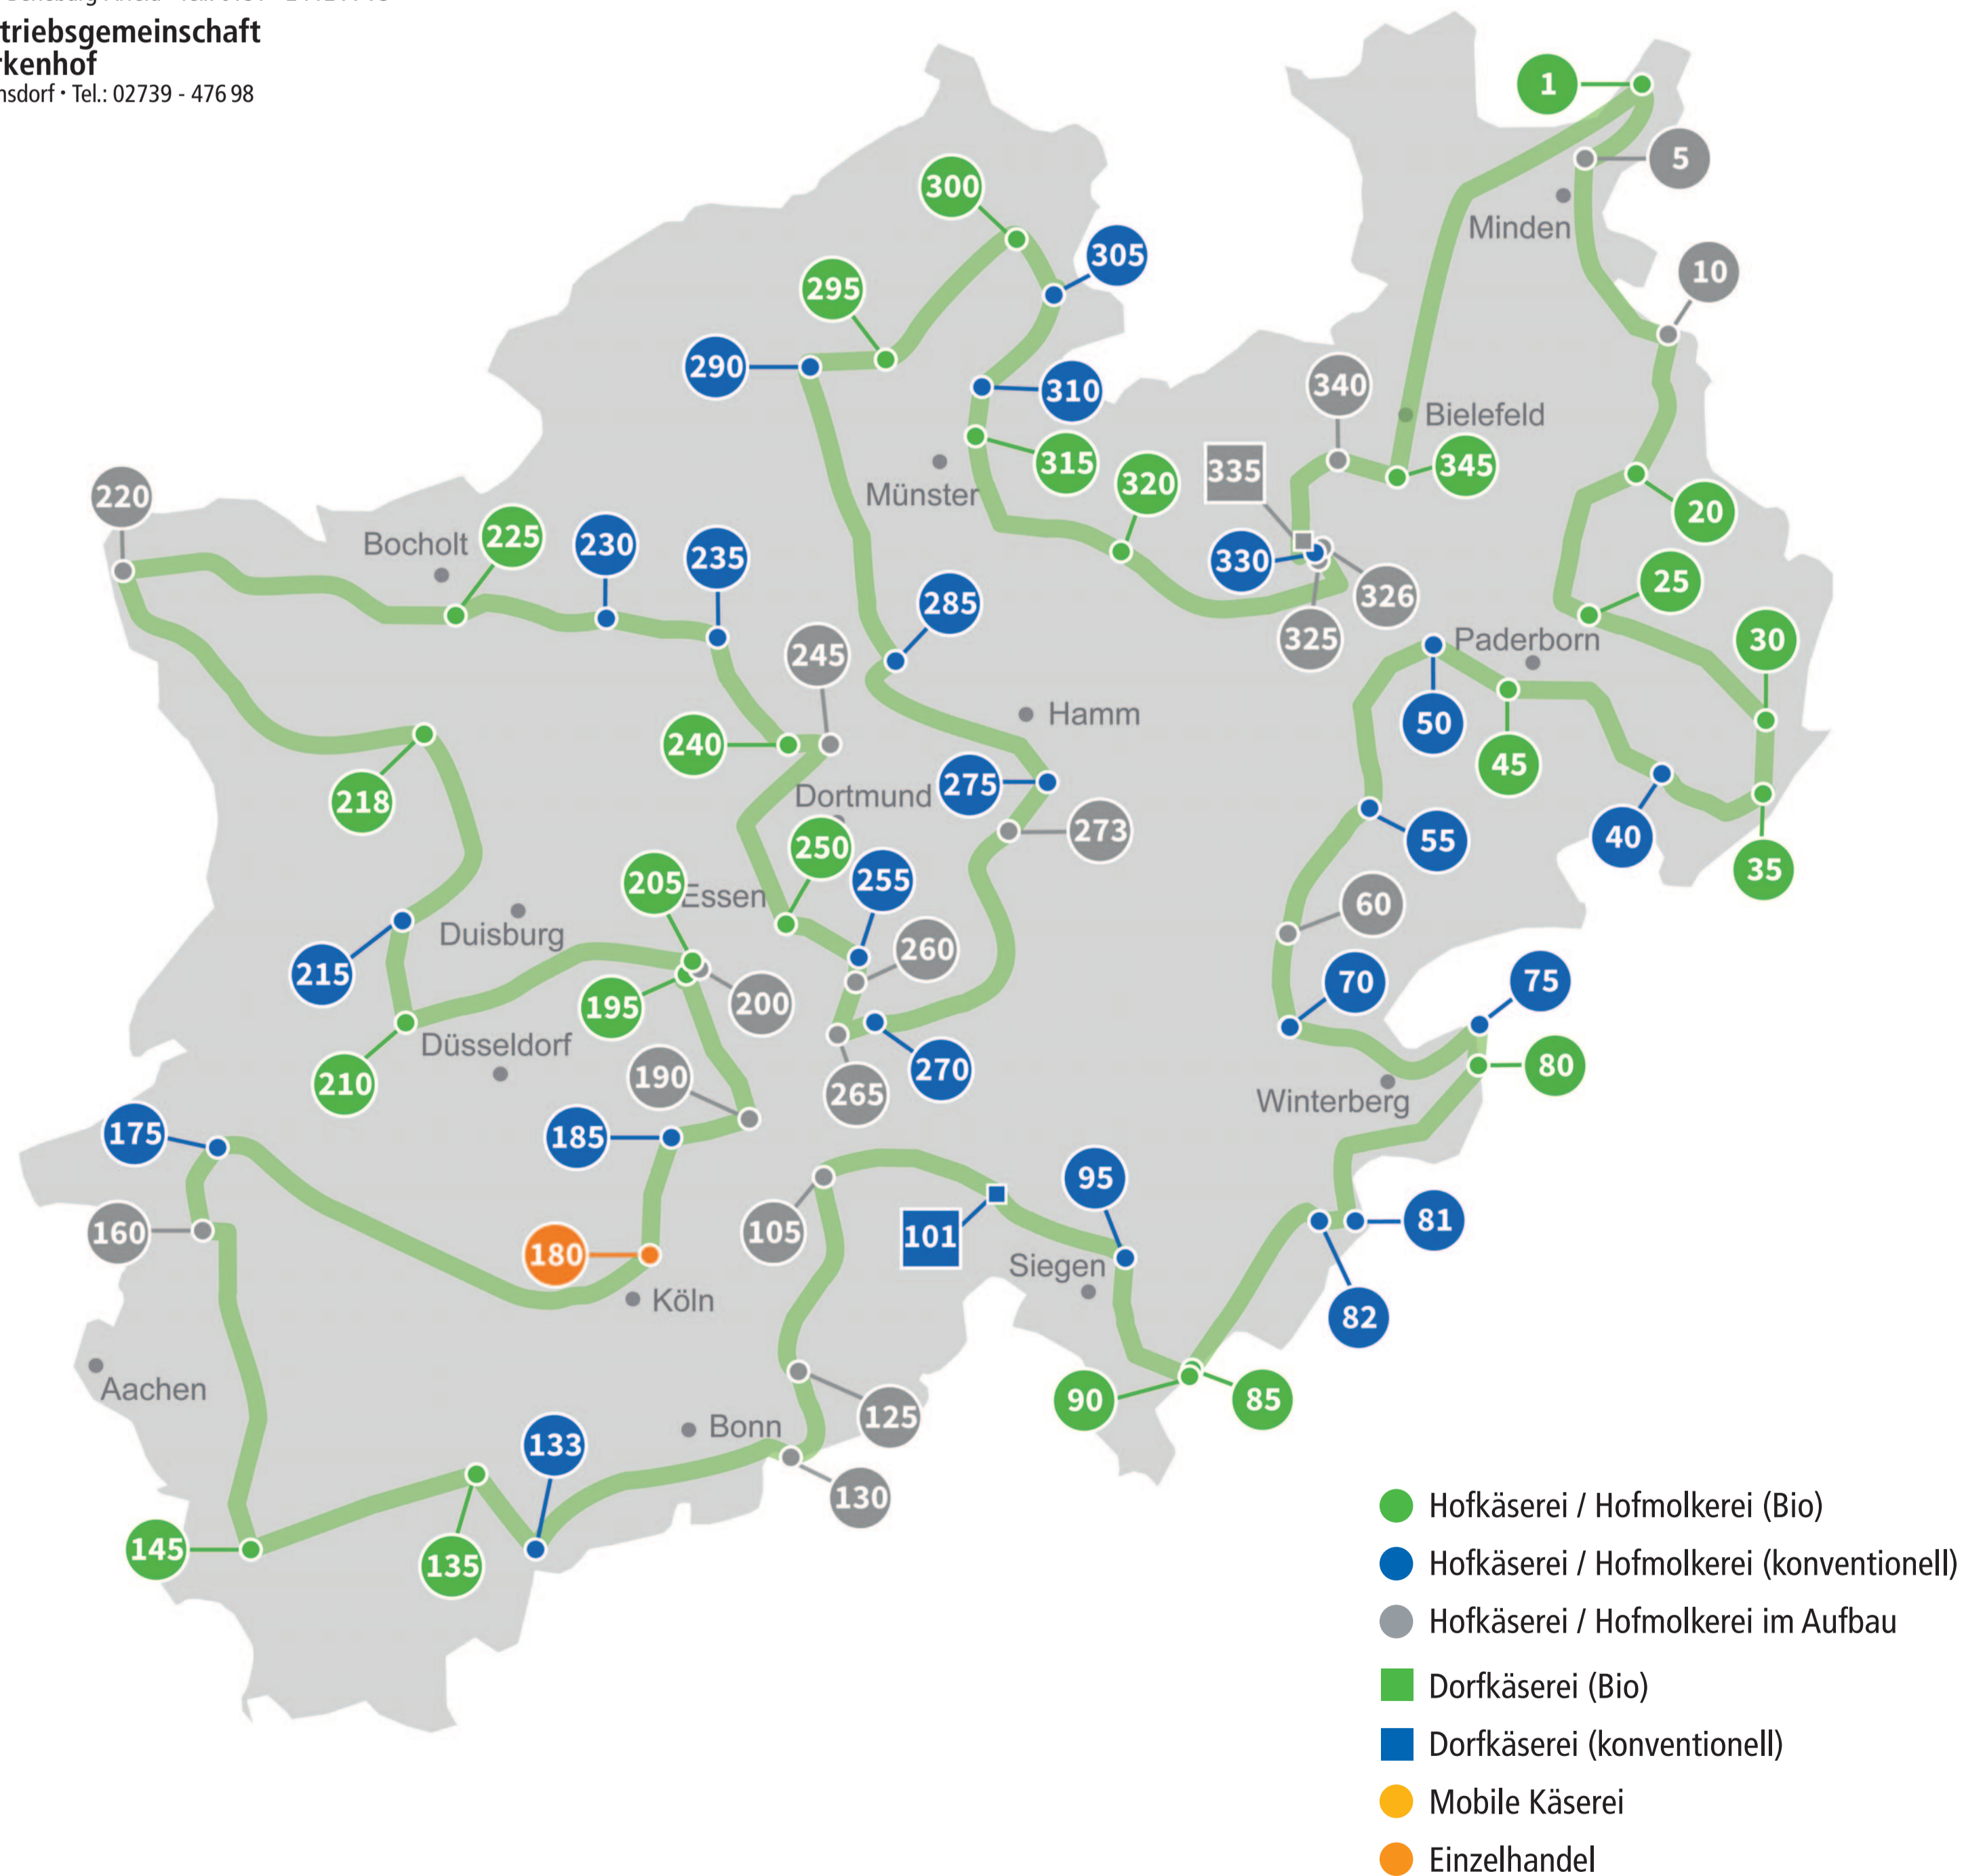 triebsgemeinschaft
rkenhof
nsdorf • Tel.: 02739 - 476 98
1
5
Minden
300
10
305
295
290
310
340
Bielefeld
315
335
345
Münster
320
220
20
Bocholt
225
230
235
330
25
326
285
325
Paderborn
30
245
Hamm
50
240
45
275
Dortmund
218
273
40
55
250
35
205
255
Essen
60
Duisburg
260
215
70
75
195
200
Düsseldorf
210
190
270
80
265
Winterberg
175
185
95
160
105
101
81
180
Siegen
Köln
82
Aachen
90
85
125
Bonn
133
130
145
135
Hofkäserei / Hofmolkerei (Bio)
Hofkäserei / Hofmolkerei (konventionell)
Hofkäserei / Hofmolkerei im Aufbau
Dorfkäserei (Bio)
Dorfkäserei (konventionell)
Mobile Käserei
Einzelhandel